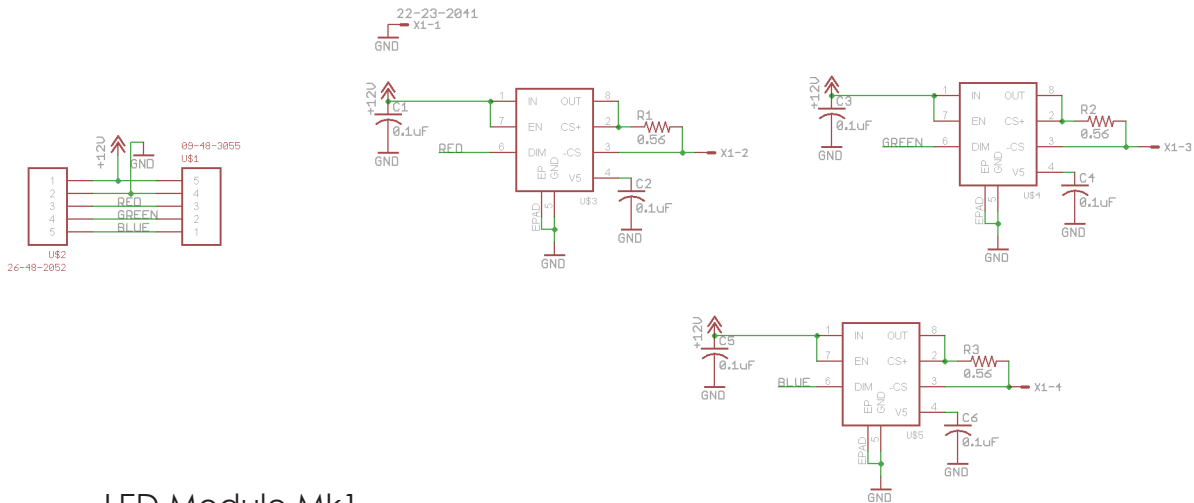 22-23-2041
X1-1
GND
+12V
C1
0.1uF
1 IN OUT 8
7 EN CS+ 2
RED 6 DIM -CS 3
EP GND V5 4
EPAD 5
U$3
R1
0.56
X1-2
C2
0.1uF
GND
GND
GND
+12V
C3
0.1uF
1 IN OUT 8
7 EN CS+ 2
GREEN 6 DIM -CS 3
EP GND V5 4
EPAD 5
U$4
R2
0.56
X1-3
C4
0.1uF
GND
GND
GND
+12V
GND
09-48-3055
U$1
1 5
2 4
3 RED 3
4 GREEN 2
5 BLUE 1
U$2
26-48-2052
+12V
C5
0.1uF
1 IN OUT 8
7 EN CS+ 2
BLUE 6 DIM -CS 3
EP GND V5 4
EPAD 5
U$5
R3
0.56
X1-4
C6
0.1uF
GND
GND
GND
LED Module Mk1